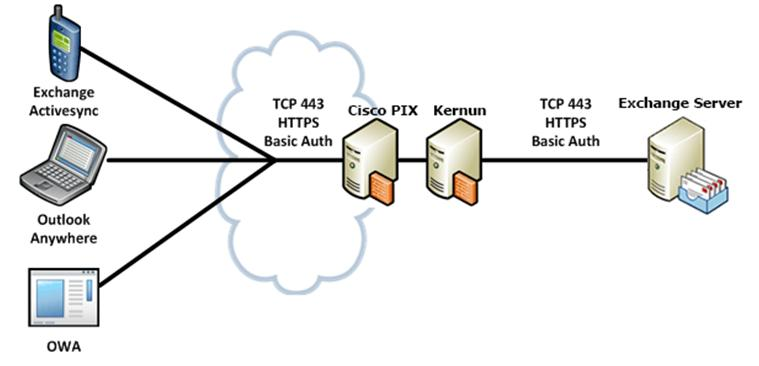 Exchange
Activesync
Outlook
Anywhere
OWA
TCP 443
HTTPS
Basic Auth
Cisco PIX
Kernun
TCP 443
HTTPS
Basic Auth
Exchange Server